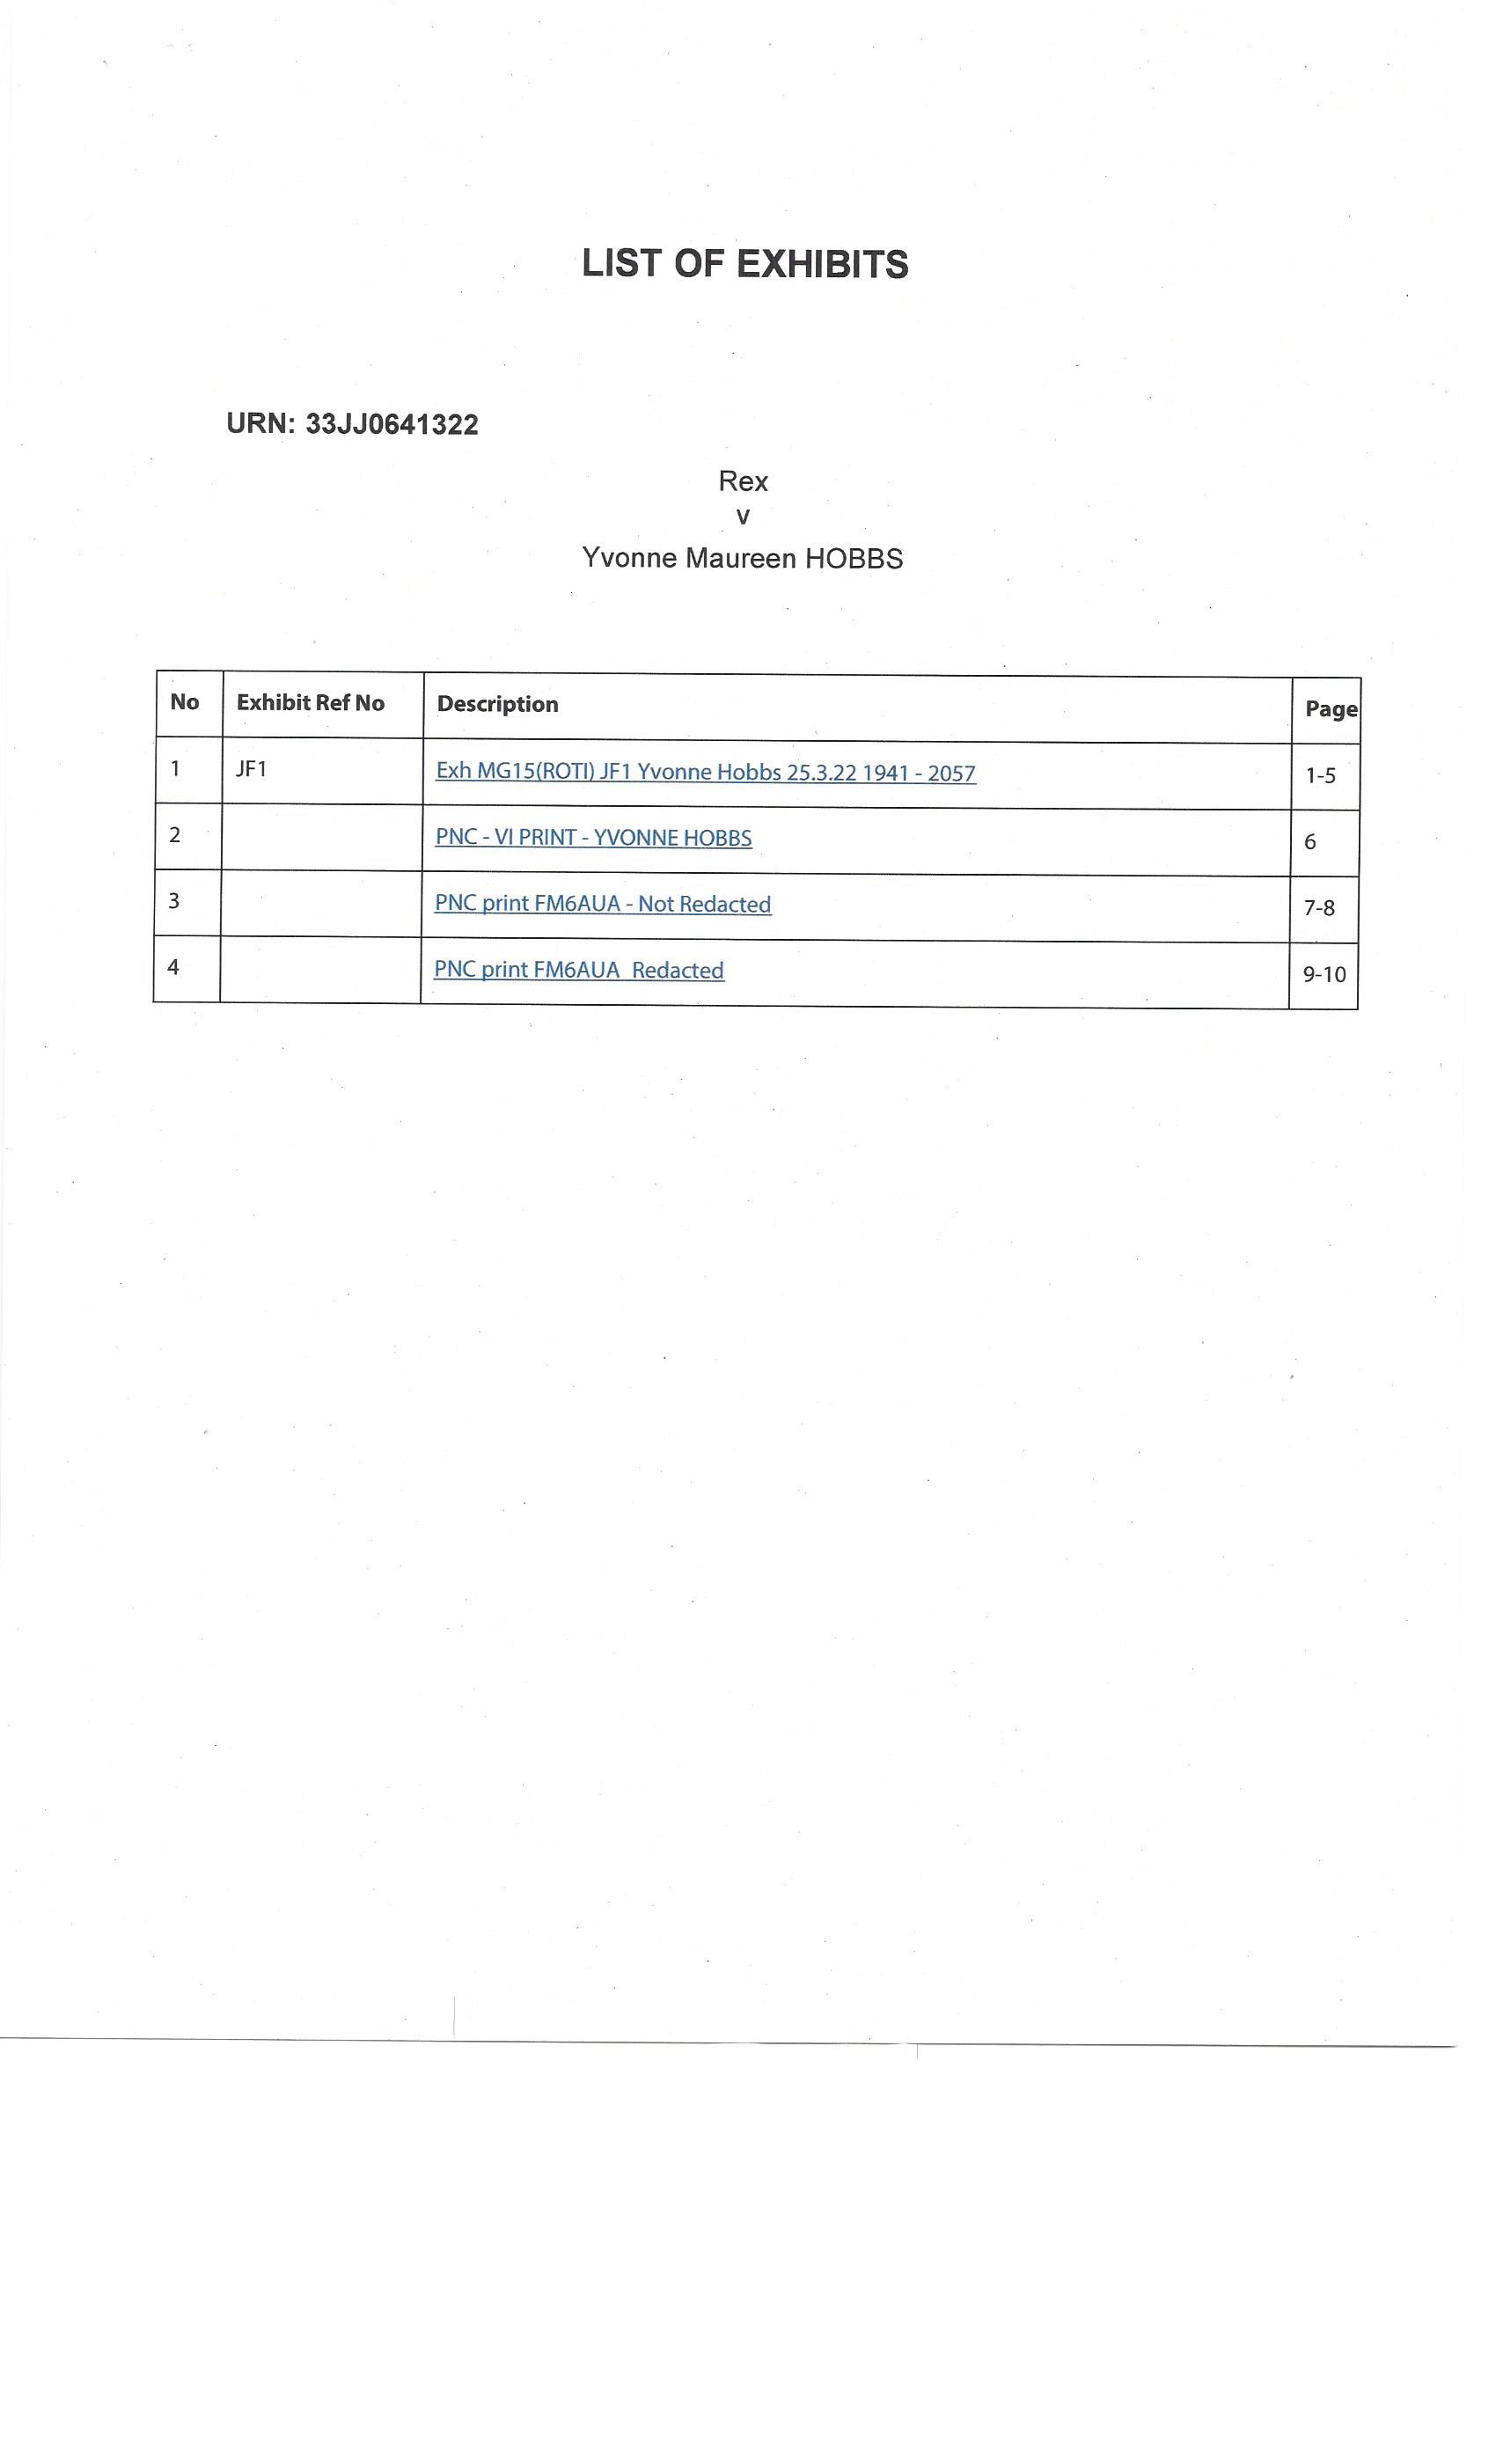 LIST OF EXHIBITS
URN: 33JJ0641322
Rex
v
Yvonne Maureen HOBBS
No Exhibit Ref No Description Page
1 JF1 Exh MG15(ROTI) JF1 Yvonne Hobbs 25.3.22 1941 - 2057 1-5
2 PNC - VI PRINT - YVONNE HOBBS 6
3 PNC print FM6AUA - Not Redacted 7-8
4 PNC print FM6AUA  Redacted 9-10